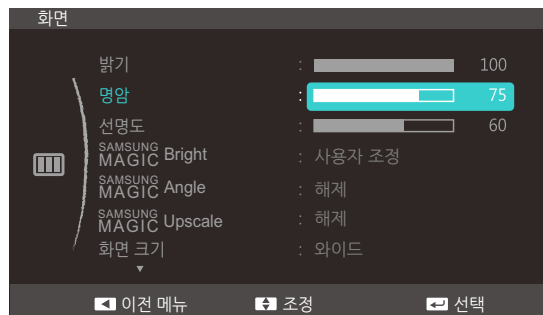 화면
밝기 : 100
명암 : 75
선명도 : 60
SAMSUNG MAGIC Bright : 사용자 조정
SAMSUNG MAGIC Angle : 해제
SAMSUNG MAGIC Upscale : 해제
화면 크기 : 와이드
이전 메뉴 조정 선택